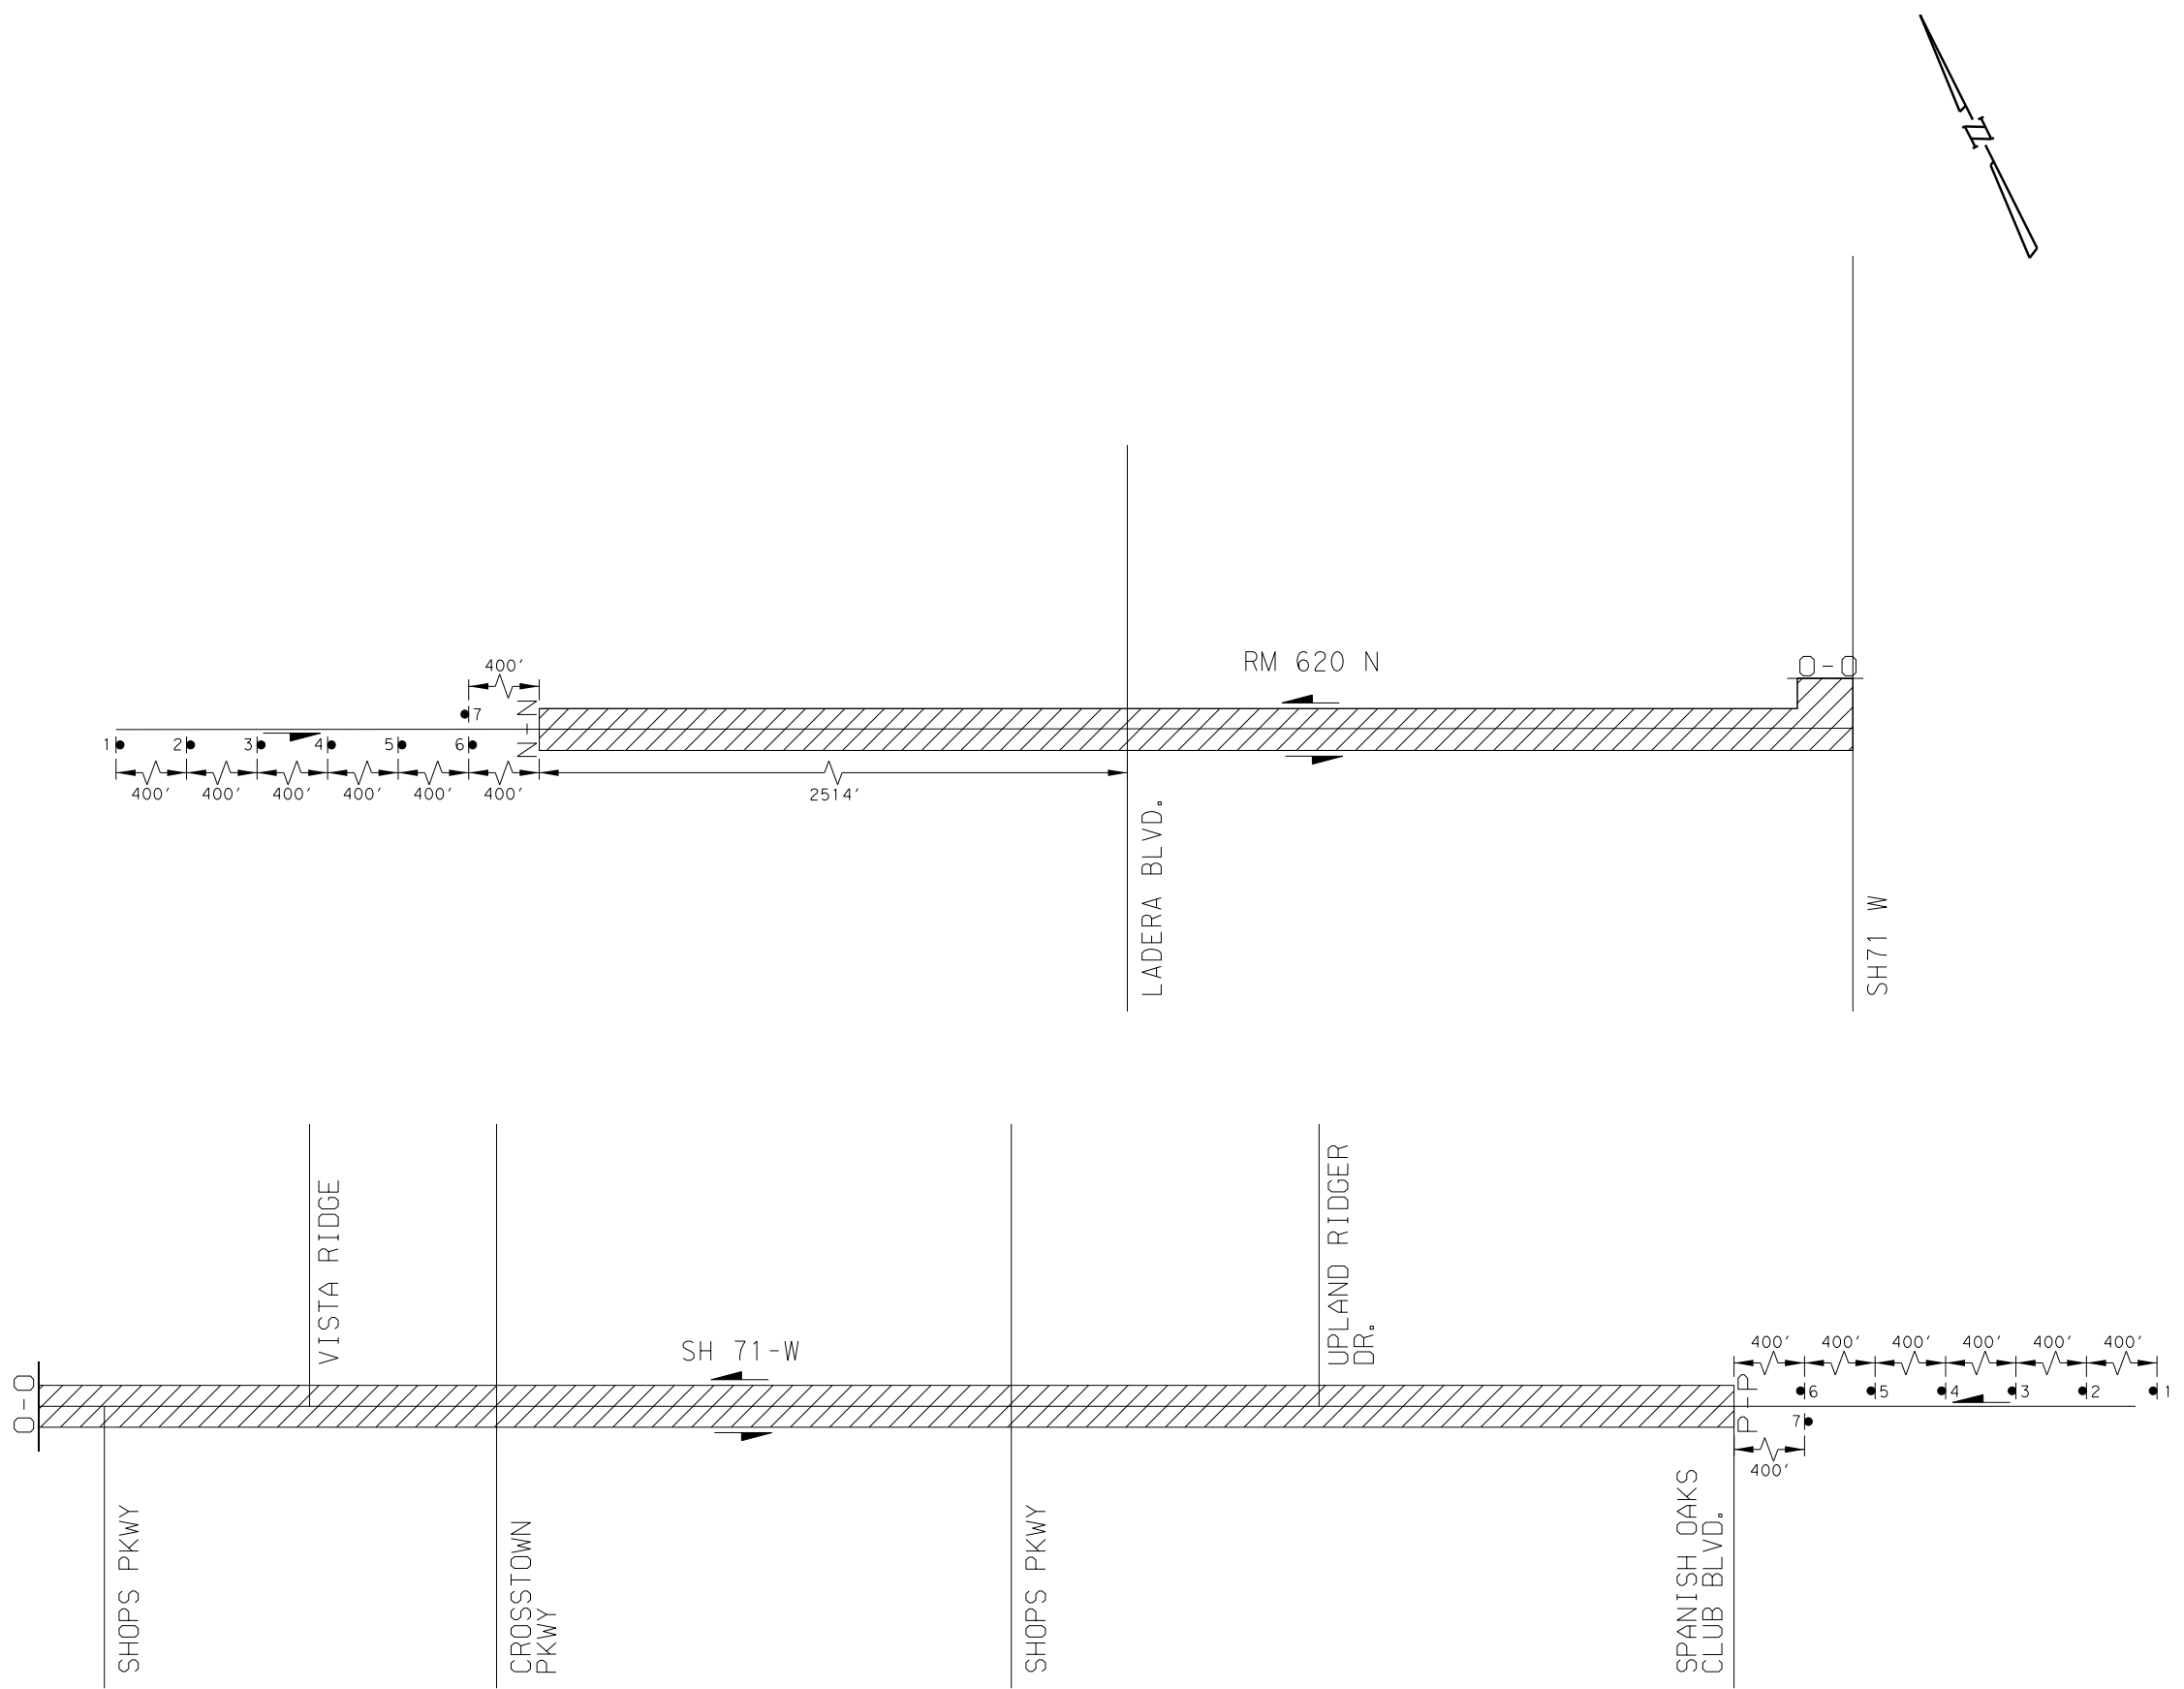 N
RM 620 N
O-O
400'
7
N-N
1 2 3 4 5 6
400' 400' 400' 400' 400' 400'
2514'
LADERA BLVD.
SH71 W
VISTA RIDGE
UPLAND RIDGER
DR.
SH 71-W
O-O
400' 400' 400' 400' 400' 400'
P-P
6 5 4 3 2 1
7
400'
SHOPS PKWY
CROSSTOWN
PKWY
SHOPS PKWY
SPANISH OAKS
CLUB BLVD.